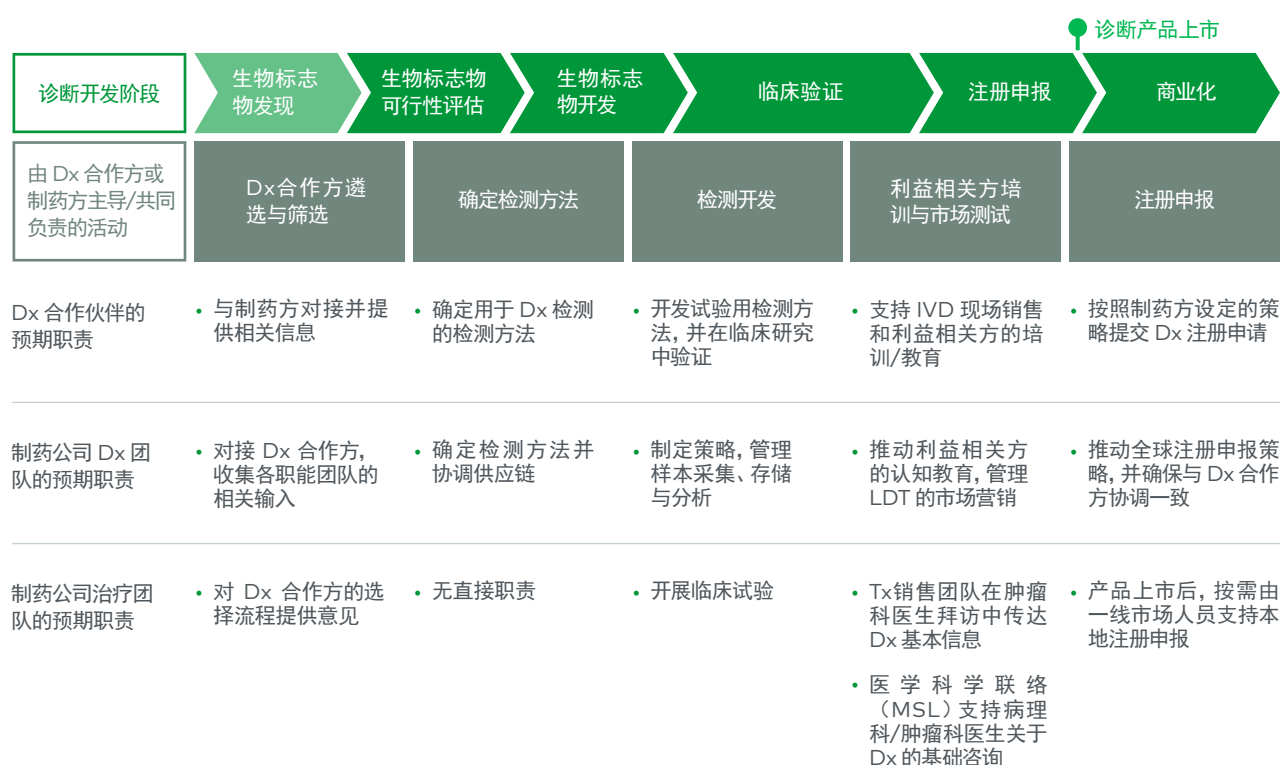 诊断产品上市
诊断开发阶段
生物标志
物发现
生物标志物
可行性评估
生物标志
物开发
临床验证
注册申报
商业化
由 Dx 合作方或
制药方主导/共同
负责的活动
Dx合作方遴
选与筛选
确定检测方法
检测开发
利益相关方培
训与市场测试
注册申报
Dx 合作伙伴的
预期职责
• 与制药方对接并提
供相关信息
• 确定用于 Dx 检测
的检测方法
• 开发试验用检测方
法，并在临床研究
中验证
• 支持 IVD 现场销售
和利益相关方的培
训/教育
• 按照制药方设定的策
略提交 Dx 注册申请
制药公司 Dx 团
队的预期职责
• 对接 Dx 合作方，
收集各职能团队的
相关输入
• 确定检测方法并
协调供应链
• 制定策略，管理
样本采集、存储
与分析
• 推动利益相关方
的认知教育，管理
LDT 的市场营销
• 推动全球注册申报策
略，并确保与 Dx 合作
方协调一致
制药公司治疗团
队的预期职责
• 对 Dx 合作方的选
择流程提供意见
• 无直接职责
• 开展临床试验
• Tx销售团队在肿瘤
科医生拜访中传达
Dx 基本信息
• 医学科学联络
（MSL）支持病理
科/肿瘤科医生关于
Dx 的基础咨询
• 产品上市后，按需由
一线市场人员支持本
地注册申报